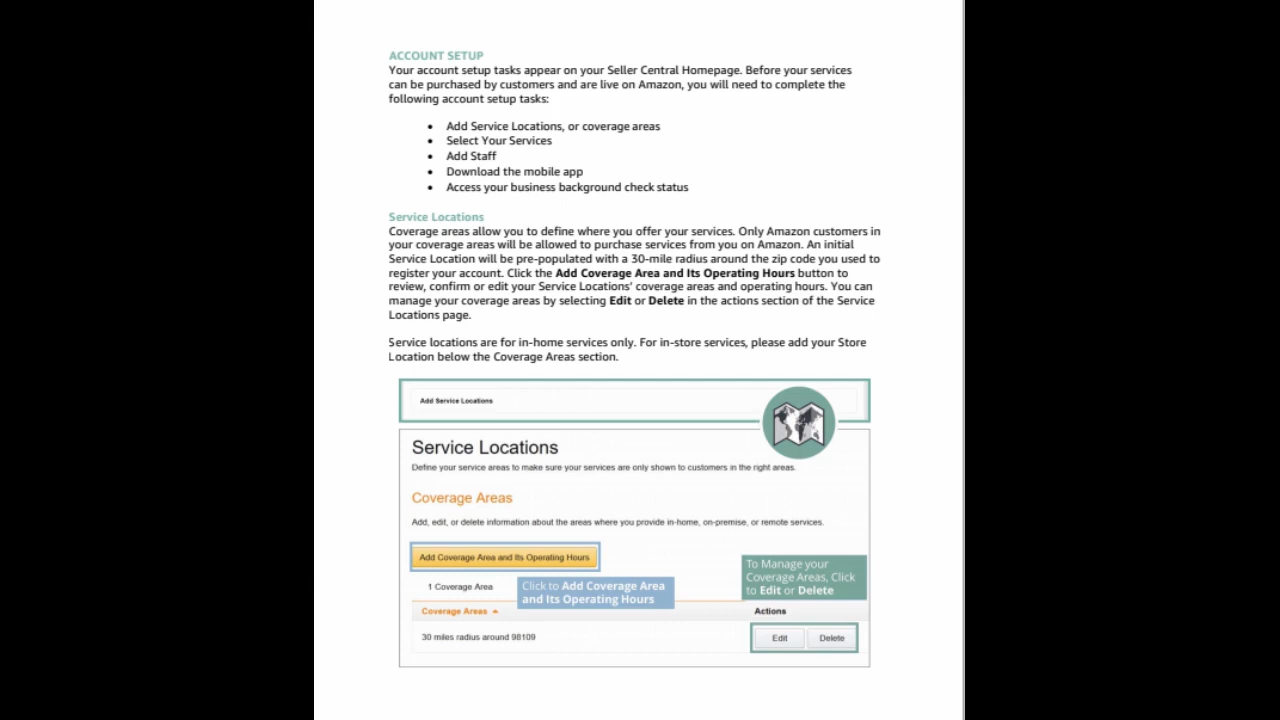 ACCOUNT SETUP
Your account setup tasks appear on your Seller Central Homepage. Before your services
can be purchased by customers and are live on Amazon, you will need to complete the
following account setup tasks:
• Add Service Locations, or coverage areas
• Select Your Services
• Add Staff
• Download the mobile app
• Access your business background check status
Service Locations
Coverage areas allow you to define where you offer your services. Only Amazon customers in
your coverage areas will be allowed to purchase services from you on Amazon. An initial
Service Location will be pre-populated with a 30-mile radius around the zip code you used to
register your account. Click the Add Coverage Area and Its Operating Hours button to
review, confirm or edit your Service Locations' coverage areas and operating hours. You can
manage your coverage areas by selecting Edit or Delete in the actions section of the Service
Locations page.
Service locations are for in-home services only. For in-store services, please add your Store
Location below the Coverage Areas section.
Add Service Locations
Service Locations
Define your service areas to make sure your services are only shown to customers in the right areas.
Coverage Areas
Add, edit, or delete information about the areas where you provide in-home, on-premise, or remote services.
Add Coverage Area and Its Operating Hours
1 Coverage Area
Click to Add Coverage Area
and Its Operating Hours
To Manage your
Coverage Areas, Click
to Edit or Delete
Coverage Areas
Actions
30 miles radius around 98109
Edit
Delete